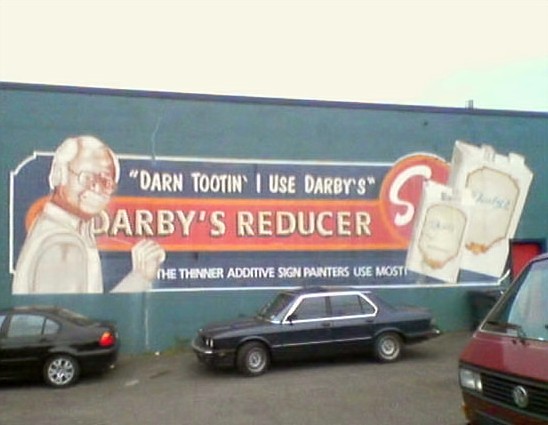 "DARN TOOTIN' I USE DARBY'S"
DARBY'S REDUCER
THE THINNER ADDITIVE SIGN PAINTERS USE MOST!